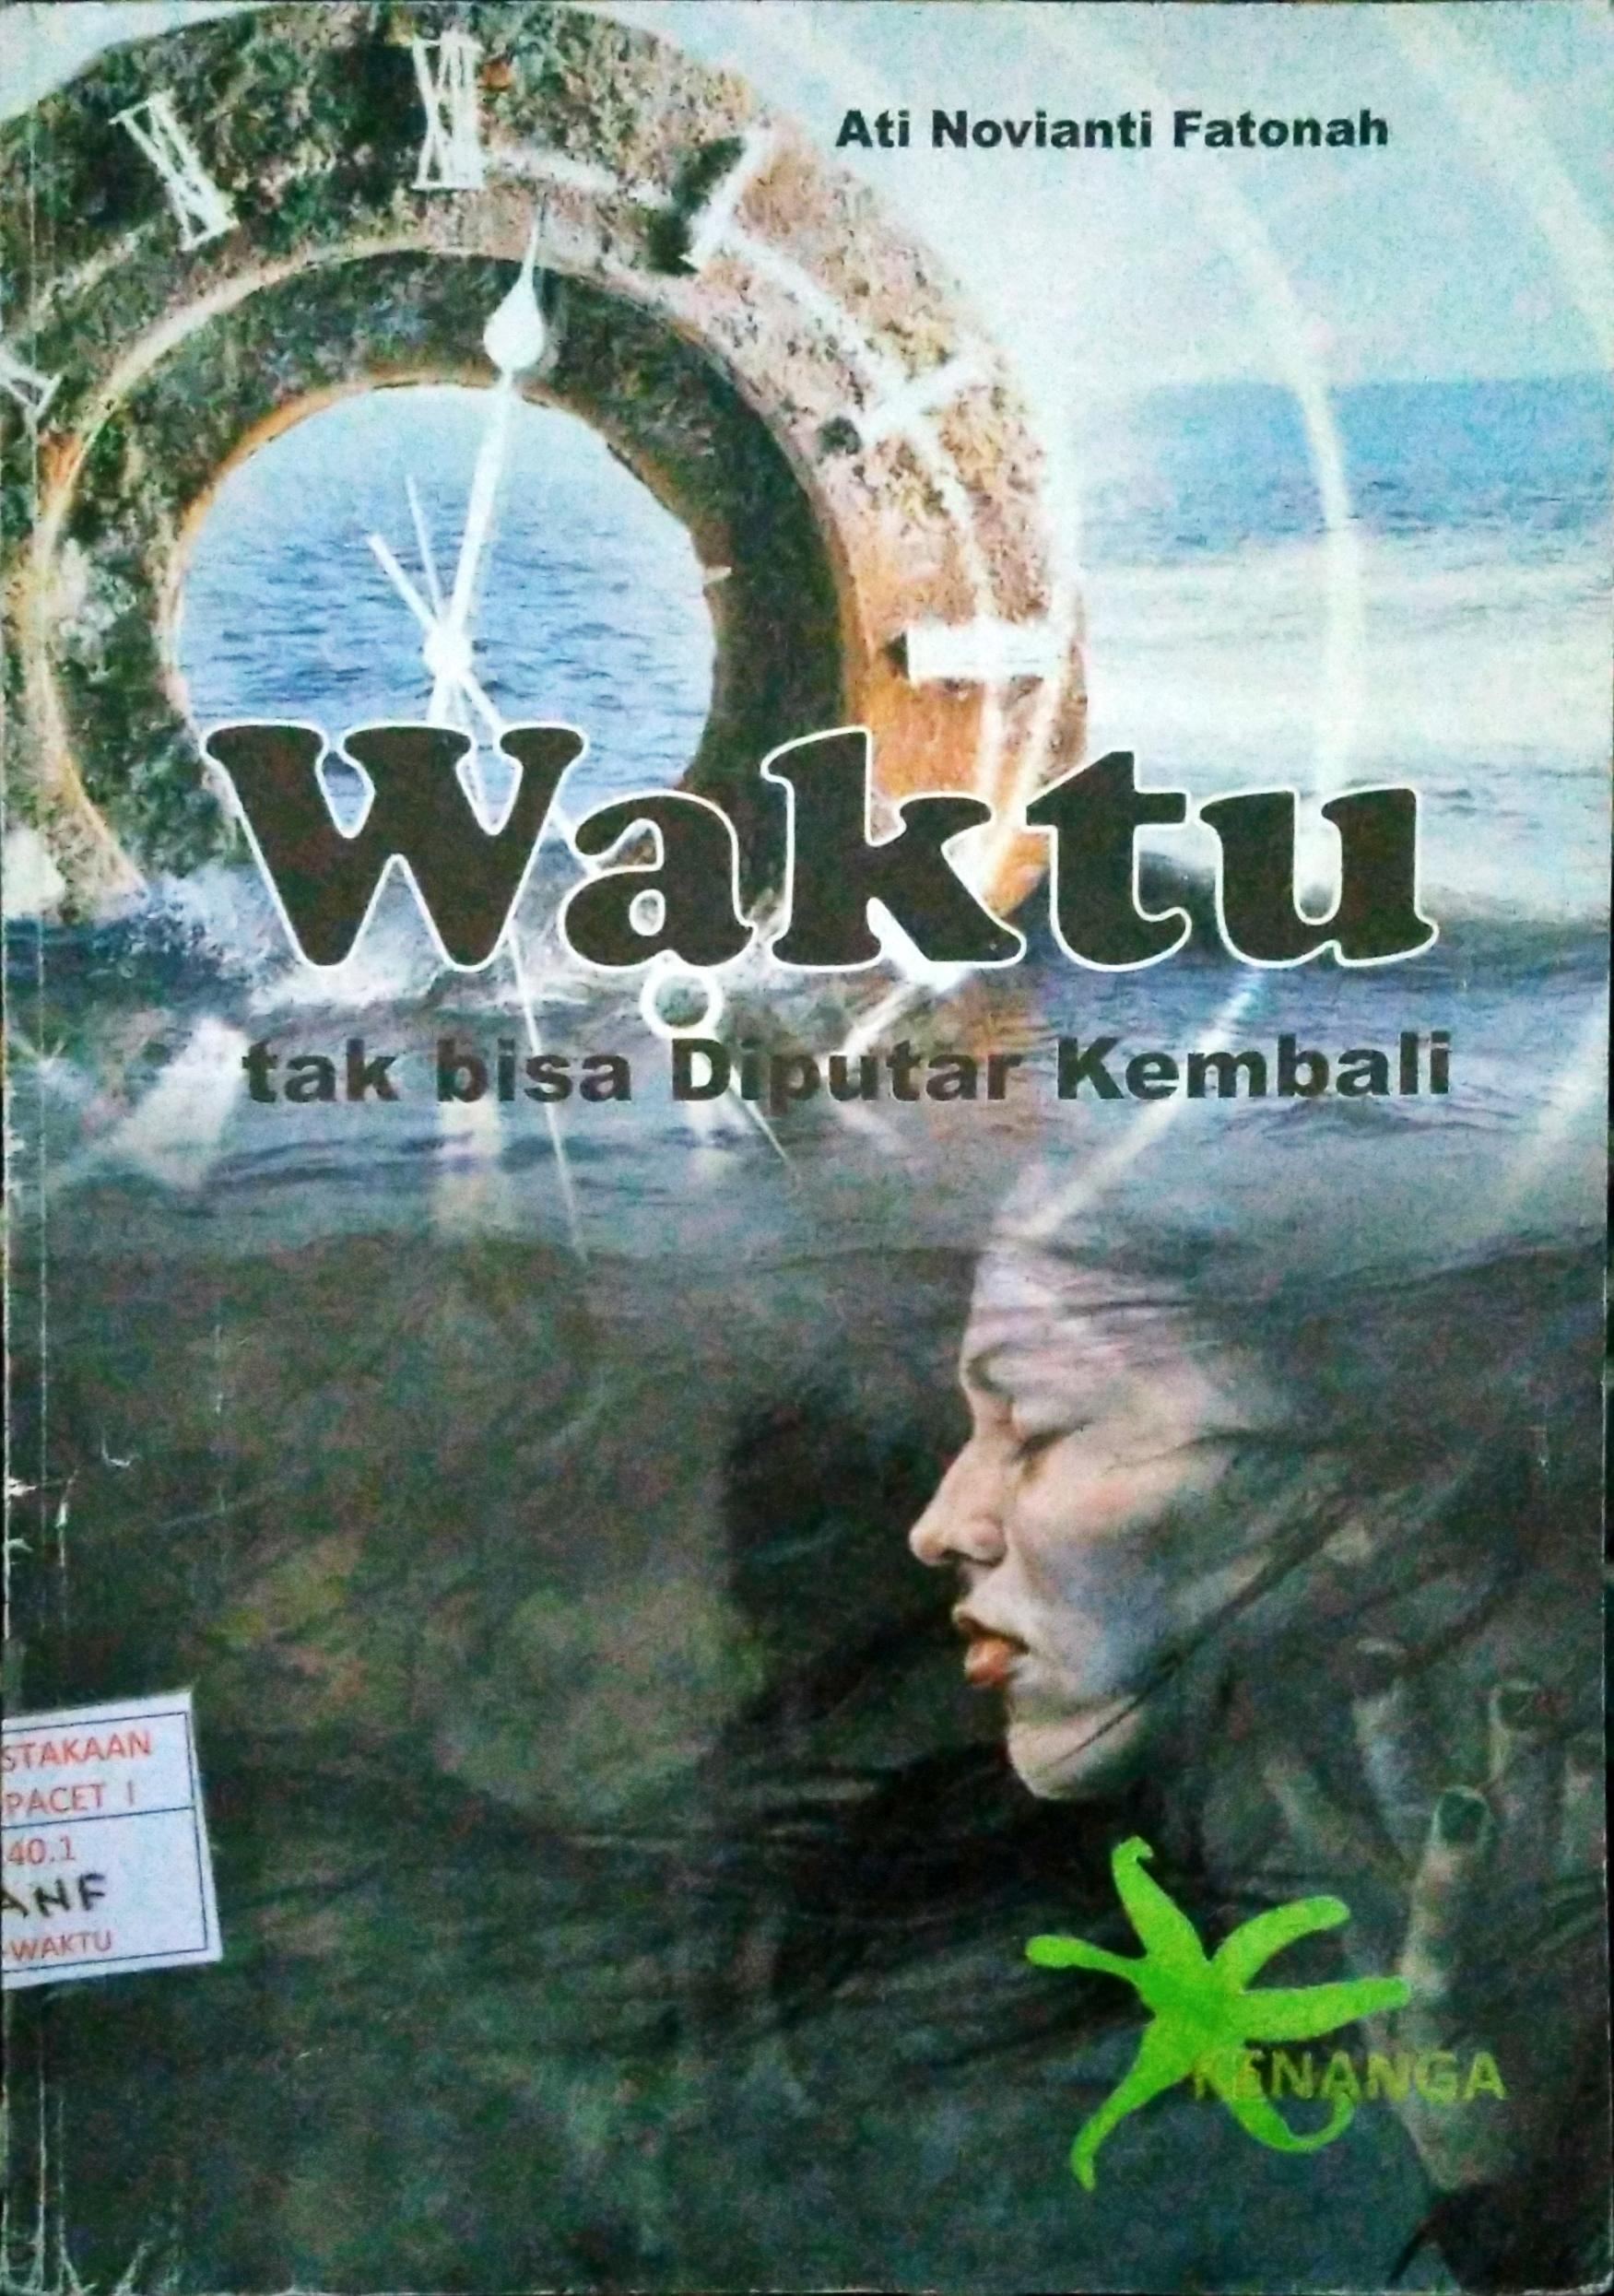 Ati Novianti Fatonah
Waktu
tak bisa Diputar Kembali
STAKAAN
PACET I
40.1
ANF
-WAKTU
KENANGA